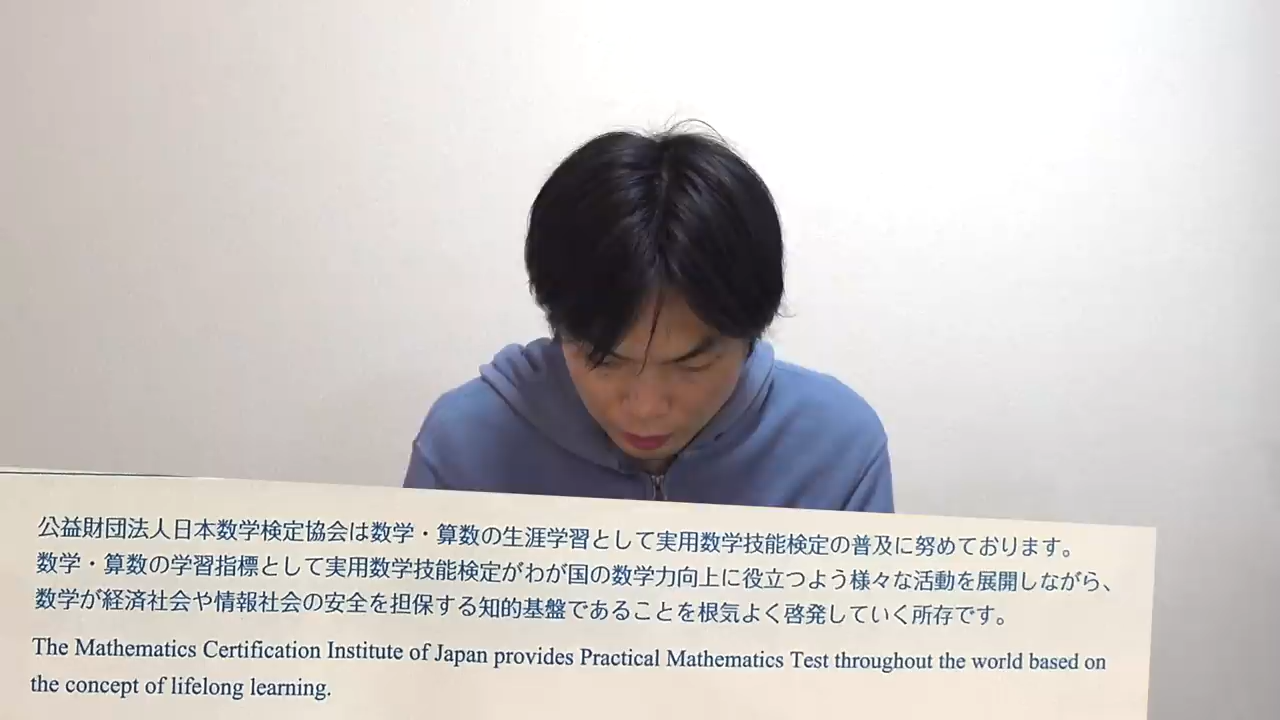 公益財団法人日本数学検定協会は数学・算数の生涯学習として実用数学技能検定の普及に努めております。
数学・算数の学習指標として実用数学技能検定がわが国の数学力向上に役立つよう様々な活動を展開しながら、
数学が経済社会や情報社会の安全を担保する知的基盤であることを根気よく啓発していく所存です。
The Mathematics Certification Institute of Japan provides Practical Mathematics Test throughout the world based on
the concept of lifelong learning.